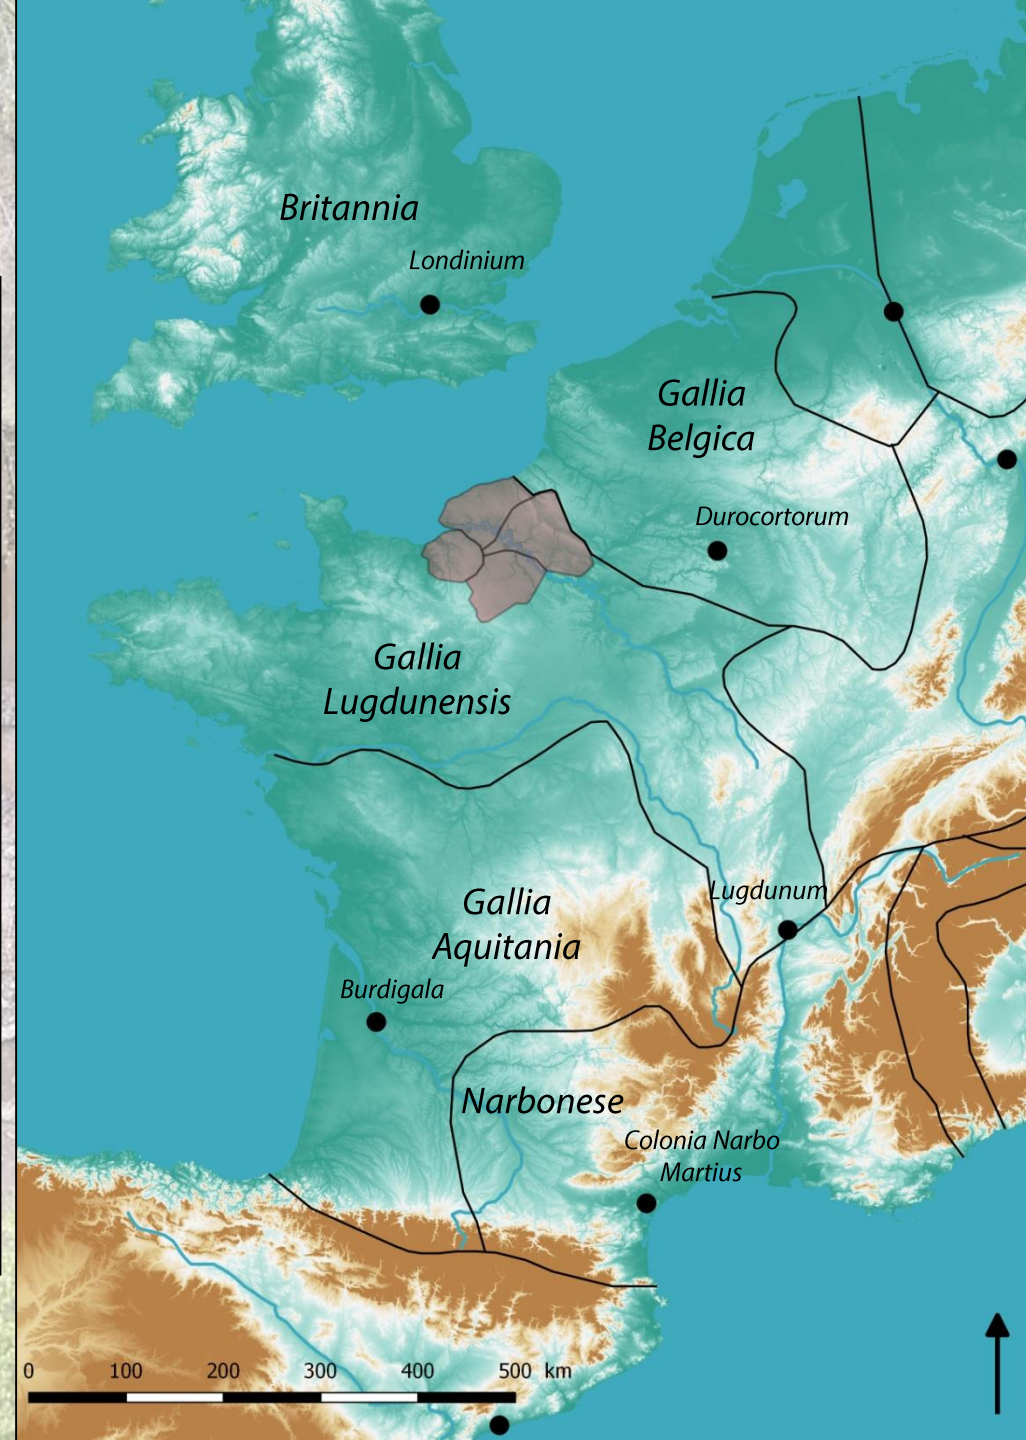 Britannia
Londinium
Gallia
Belgica
Durocortorum
Gallia
Lugdunensis
Lugdunum
Gallia
Aquitania
Burdigala
Narbonese
Colonia Narbo
Martius
0 100 200 300 400 500 km